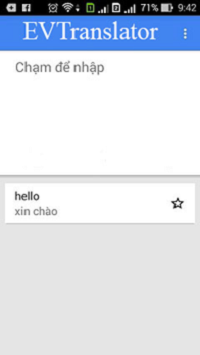 71% 9:42
EVTranslator
Chạm để nhập
hello
xin chào